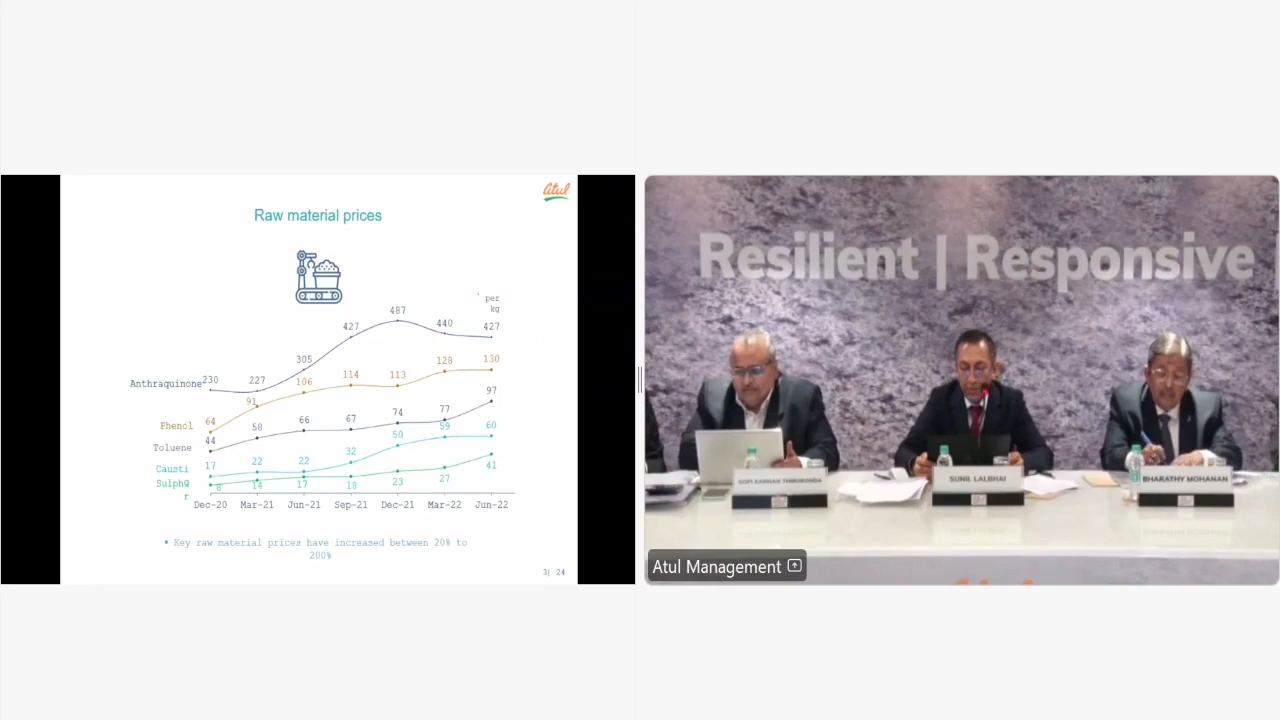 atul
Raw material prices
` per
kg
487
440
427
427
305
230
227
Anthraquinone
128
130
114
113
106
91
64
Phenol
97
77
74
67
66
58
44
Toluene
59
60
50
32
22
22
17
Causti
41
27
23
18
17
14
8
Sulphu
r
Dec-20 Mar-21 Jun-21 Sep-21 Dec-21 Mar-22 Jun-22
▪ Key raw material prices have increased between 20% to
200%
3| 24
Resilient | Responsive
GOPI KANNAN THIRUKONDA
SUNIL LALBHAI
BHARATHY MOHANAN
Atul Management